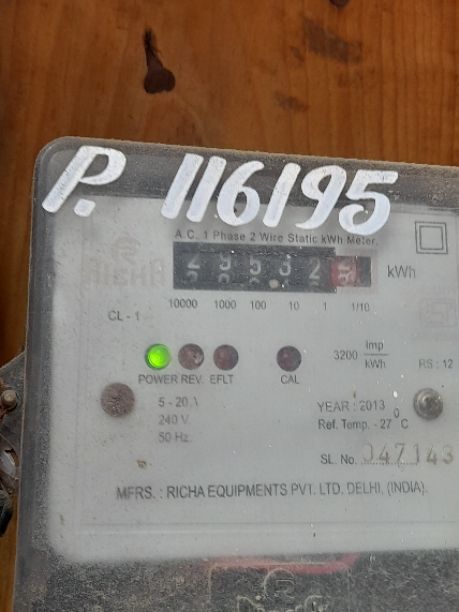 P. 116195
A.C. 1 Phase 2 Wire Static kWh Meter.
kWh
10000 1000 100 10 1 1/10
CL - 1
3200 Imp
kWh
RS : 12
POWER REV. EFLT CAL
5 - 20A
240 V
50 Hz
YEAR : 2013
Ref. Temp. - 27°C
SL. No. 047143
MFRS. : RICHA EQUIPMENTS PVT. LTD. DELHI, (INDIA).